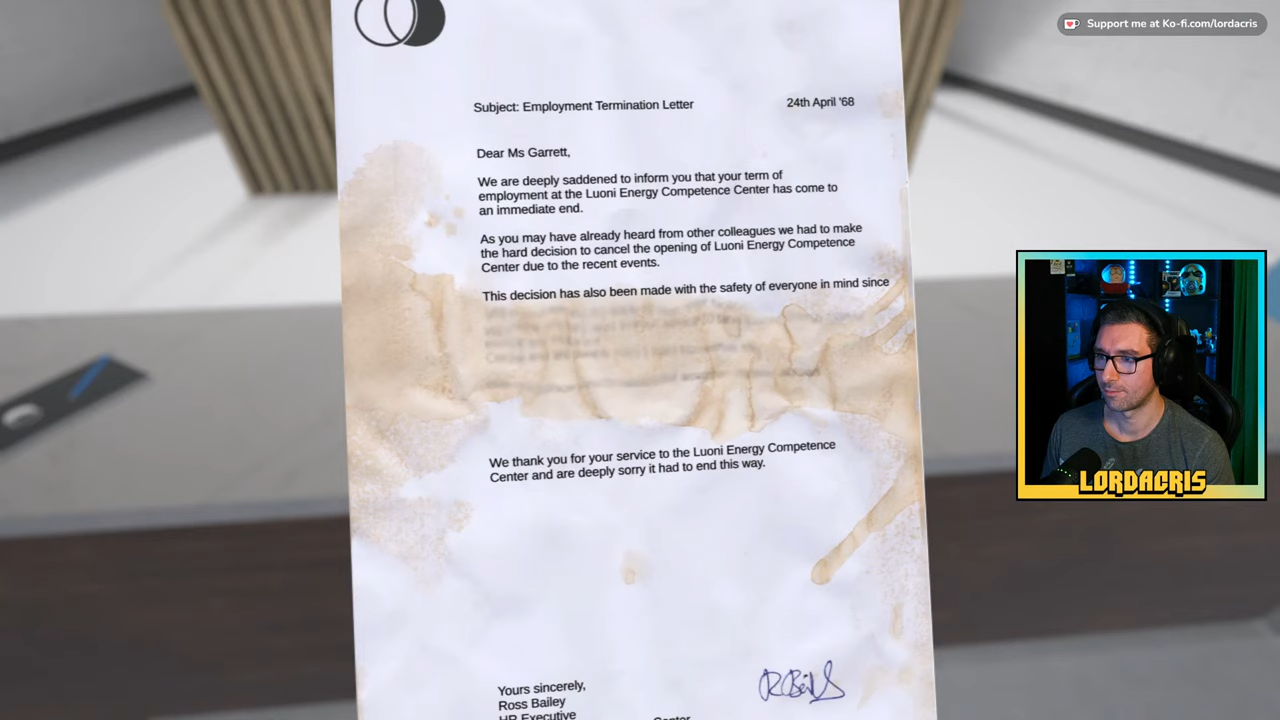 Support me at Ko-fi.com/lordacris
Subject: Employment Termination Letter 24th April '68
Dear Ms Garrett,
We are deeply saddened to inform you that your term of
employment at the Luoni Energy Competence Center has come to
an immediate end.
As you may have already heard from other colleagues we had to make
the hard decision to cancel the opening of Luoni Energy Competence
Center due to the recent events.
This decision has also been made with the safety of everyone in mind since
We thank you for your service to the Luoni Energy Competence
Center and are deeply sorry it had to end this way.
Yours sincerely,
Ross Bailey
HR Executive
Center
LORDACRIS